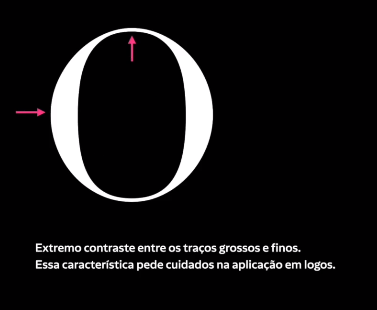 O
Extremo contraste entre os traços grossos e finos.
Essa característica pede cuidados na aplicação em logos.